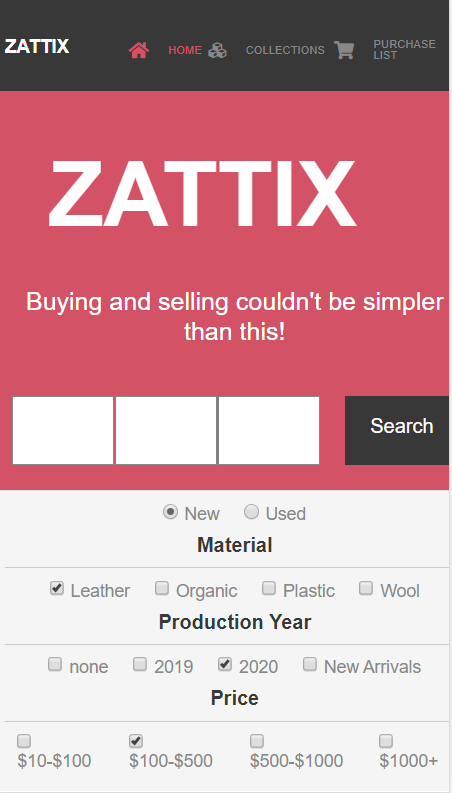 ZATTIX
HOME
COLLECTIONS
PURCHASE
LIST
ZATTIX
Buying and selling couldn't be simpler
than this!
Search
New Used
Material
Leather Organic Plastic Wool
Production Year
none 2019 2020 New Arrivals
Price
$10-$100 $100-$500 $500-$1000 $1000+